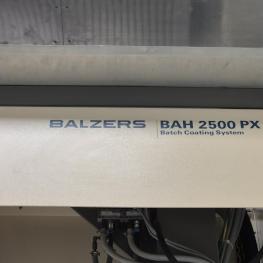 BALZERS BAH 2500 PX
Batch Coating System